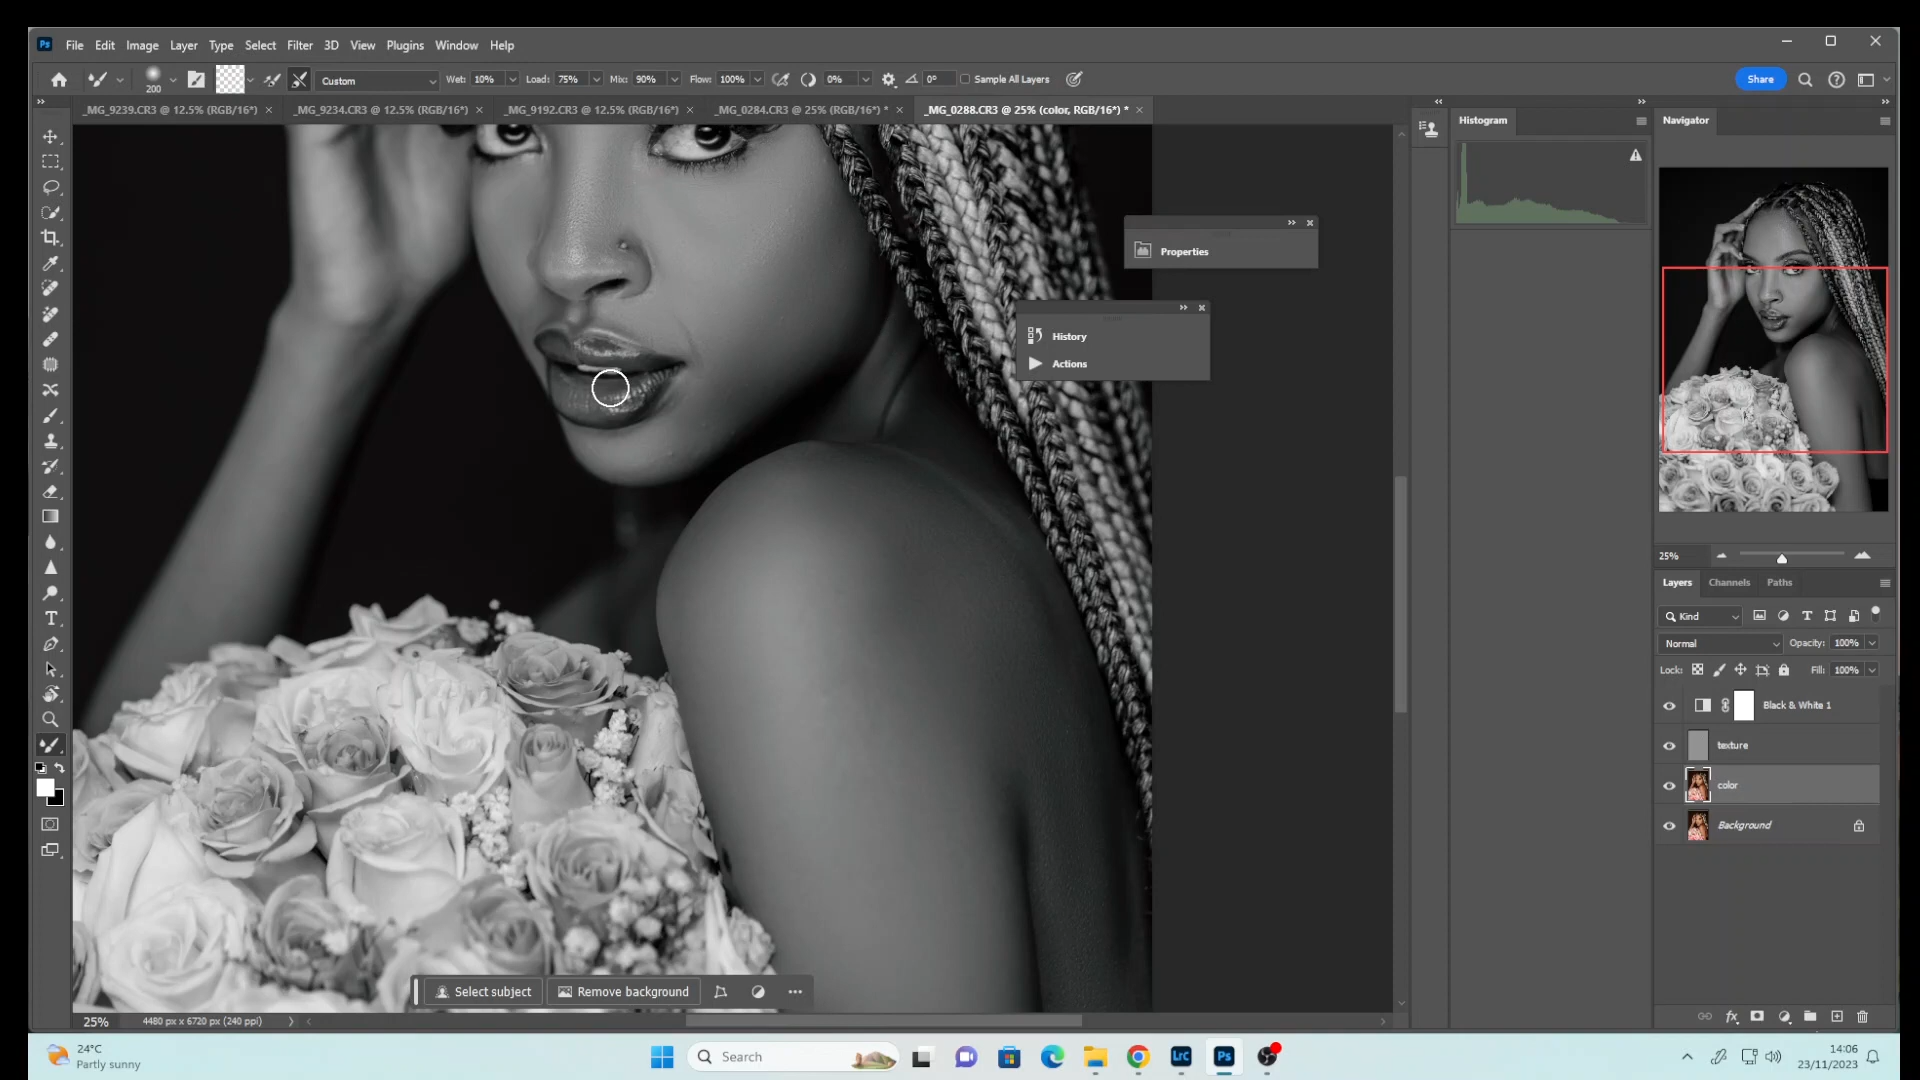 Ps File Edit Image Layer Type Select Filter 3D View Plugins Window Help
200 Custom Wet: 10% Load: 75% Mix: 90% Flow: 100% 0% 0° Sample All Layers Share
_MG_9239.CR3 @ 12.5% (RGB/16*) _MG_9234.CR3 @ 12.5% (RGB/16*) _MG_9192.CR3 @ 12.5% (RGB/16*) _MG_0284.CR3 @ 25% (RGB/16*) * _MG_0288.CR3 @ 25% (color, RGB/16*) *
Histogram
Navigator
Properties
History
Actions
25%
Layers Channels Paths
Kind
Normal Opacity: 100%
Lock: Fill: 100%
Black & White 1
texture
color
Background
Select subject Remove background
25% 4480 px x 6720 px (240 ppi)
24°C
Partly sunny
Search
Lrc Ps
14:06
23/11/2023